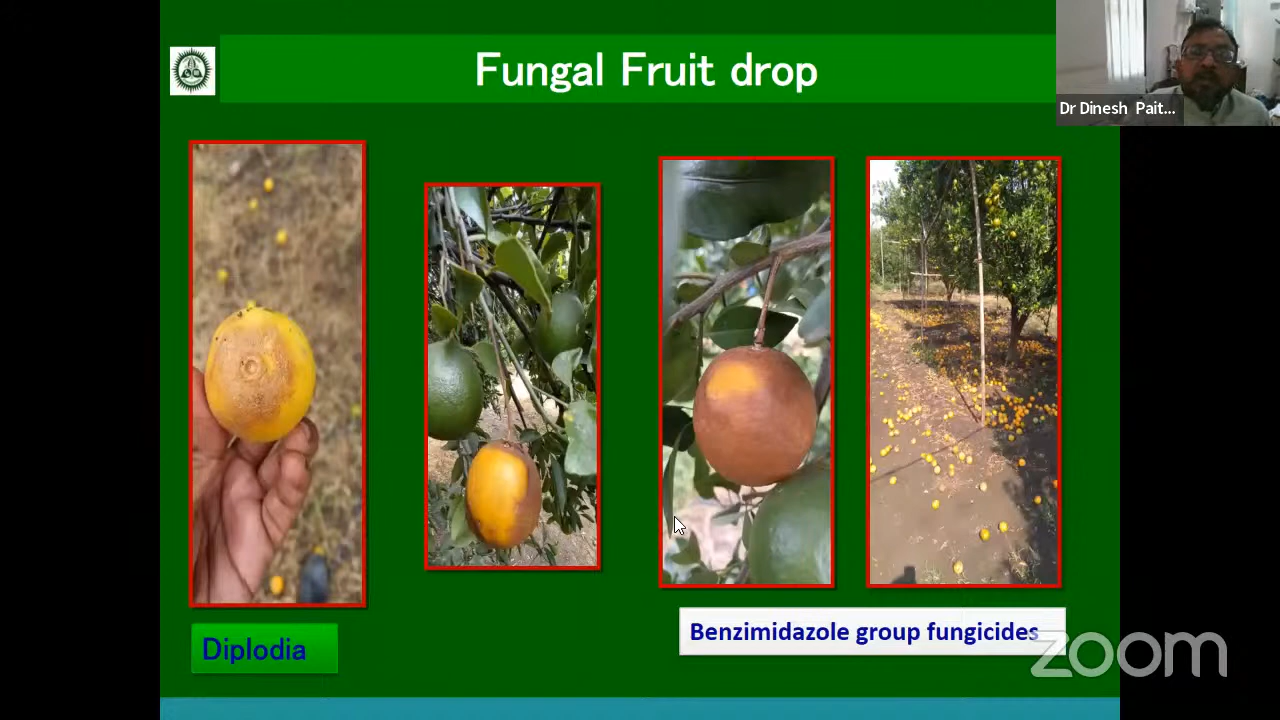 Fungal Fruit drop
Dr Dinesh Pait...
Diplodia
Benzimidazole group fungicides
zoom